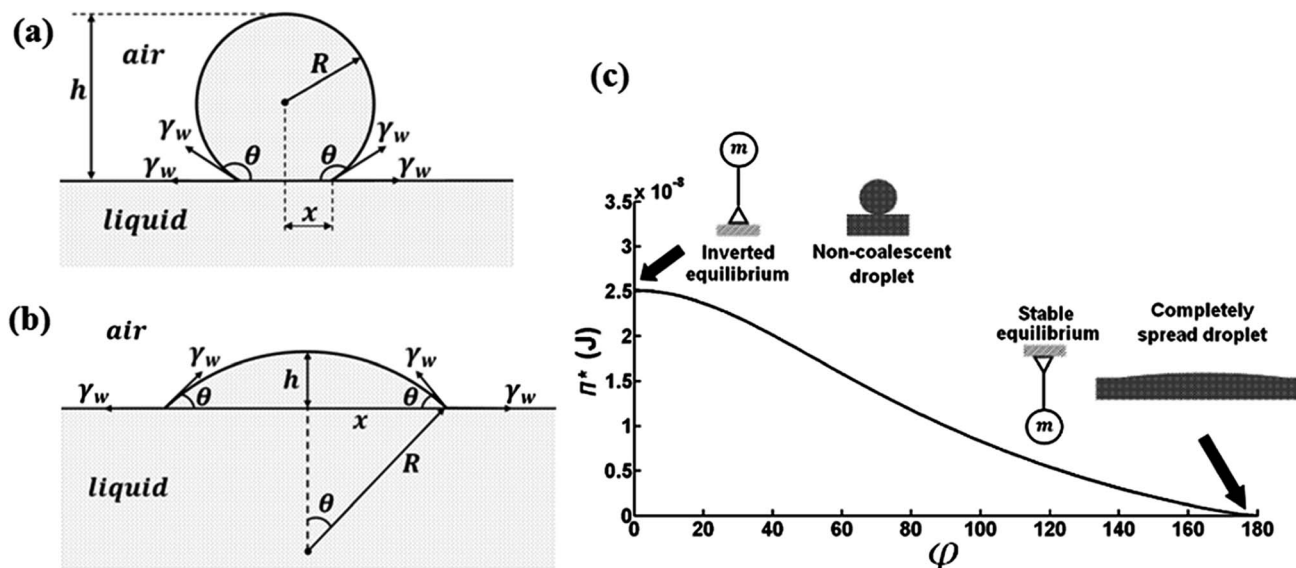 (a)
air
h
R
γw
γw
θ
θ
γw
γw
liquid
x
(b)
air
γw
γw
γw
γw
h
θ
θ
x
R
liquid
θ
(c)
m
3.5 x 10⁻⁸
3
2.5
2
1.5
1
0.5
0
Π* (J)
Inverted
equilibrium
Non-coalescent
droplet
Stable
equilibrium
Completely
spread droplet
m
0 20 40 60 80 100 120 140 160 180
φ